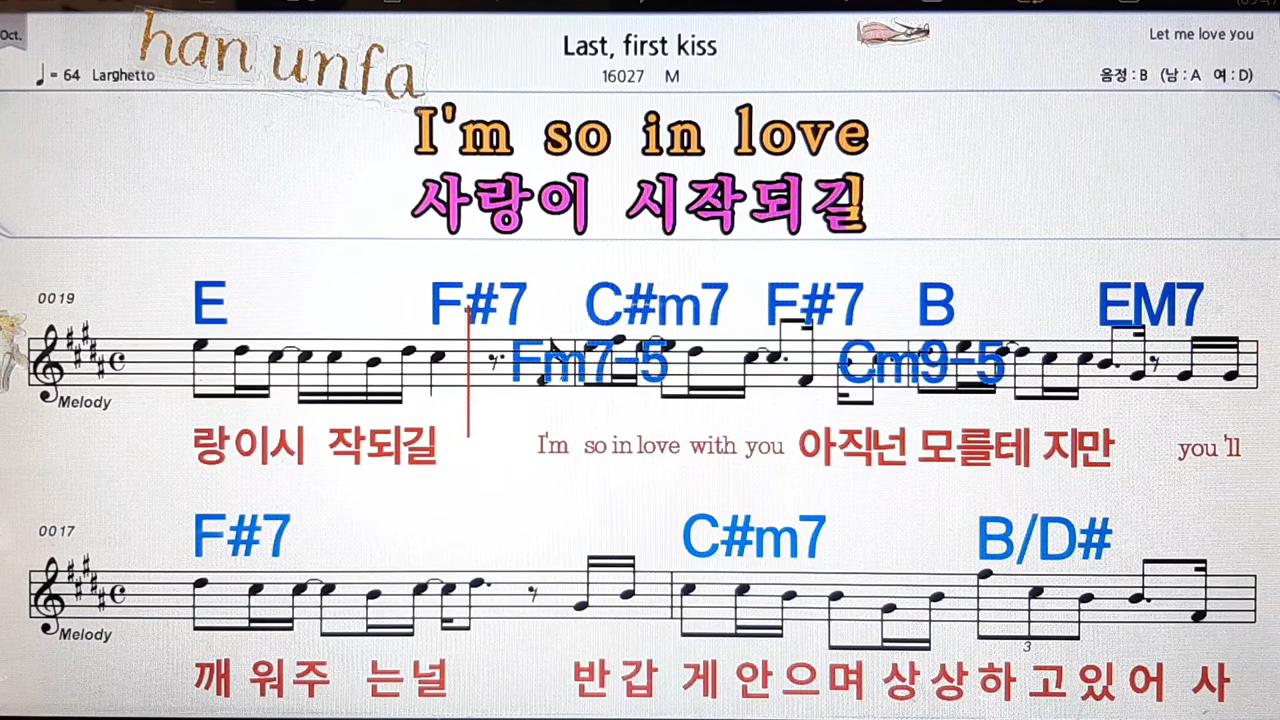 Oct.
han unfa
Last, first kiss
Let me love you
♩= 64 Larghetto
16027 M
음정 : B (남 : A 여 : D)
I'm so in love
사랑이 시작되길
0019
E F#7 C#m7 F#7 B EM7
Fm7-5 Cm9-5
Melody
랑이시 작되길 I'm so in love with you 아직넌 모를테 지만 you 'll
0017
F#7 C#m7 B/D#
Melody
3
깨 워주 는널 반갑 게 안으며 상상하 고있어 사